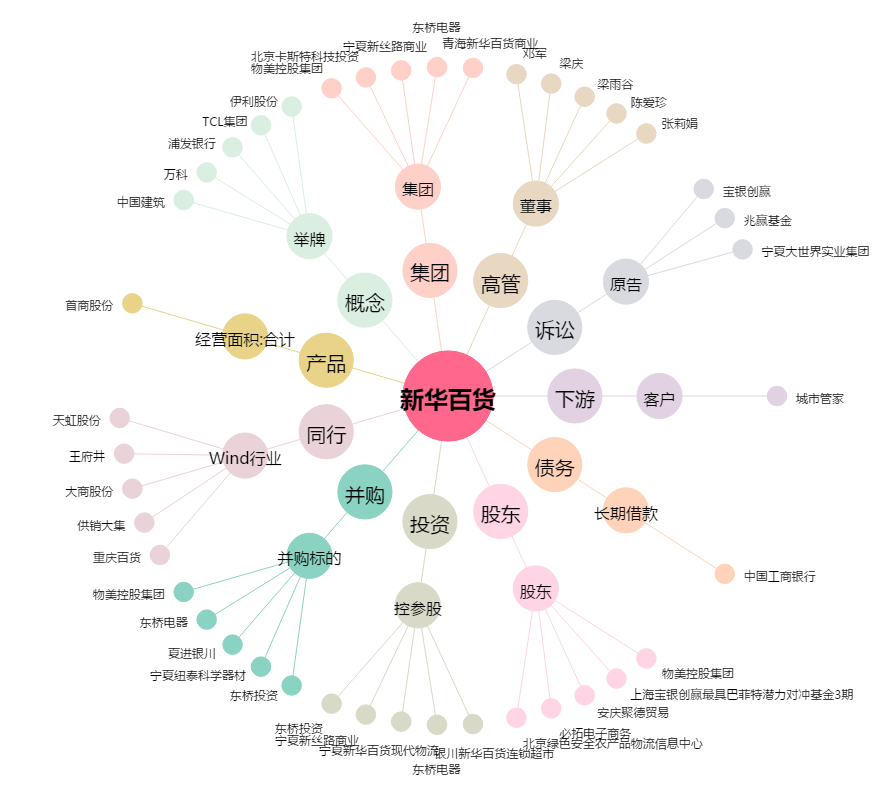 东桥电器
宁夏新丝路商业
青海新华百货商业
北京卡斯特科技投资
物美控股集团
邓军
梁庆
梁雨谷
陈爱珍
张莉娟
伊利股份
TCL集团
浦发银行
万科
中国建筑
集团
董事
宝银创赢
兆赢基金
宁夏大世界实业集团
举牌
集团
高管
原告
概念
诉讼
首商股份
经营面积:合计
产品
新华百货
下游
客户
城市管家
天虹股份
王府井
大商股份
供销大集
重庆百货
Wind行业
同行
债务
长期借款
中国工商银行
并购
投资
股东
并购标的
物美控股集团
东桥电器
夏进银川
宁夏纽泰科学器材
东桥投资
控参股
股东
东桥投资
宁夏新丝路商业
宁夏新华百货现代物流
东桥电器
银川新华百货连锁超市
物美控股集团
上海宝银创赢最具巴菲特潜力对冲基金3期
安庆聚德贸易
必拓电子商务
北京绿色安全农产品物流信息中心